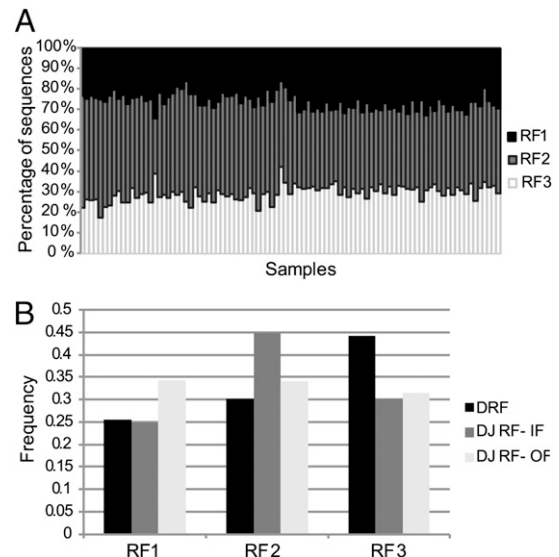 A
Percentage of sequences
100%
90%
80%
70%
60%
50%
40%
30%
20%
10%
0%
Samples
RF1
RF2
RF3
B
Frequency
0.5
0.45
0.4
0.35
0.3
0.25
0.2
0.15
0.1
0.05
0
RF1
RF2
RF3
DRF
DJ RF- IF
DJ RF- OF